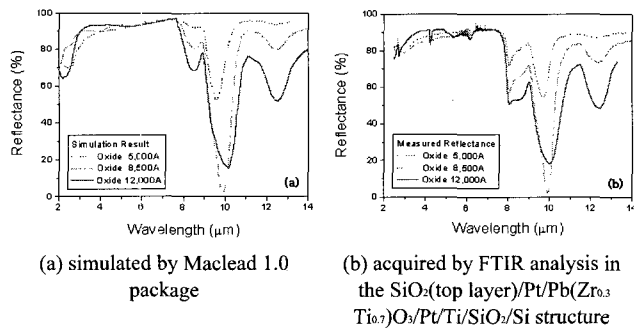 100
80
60
40
20
0
Reflectance (%)
Simulation Result
Oxide 5,000A
Oxide 8,500A
Oxide 12,000A
(a)
2 4 6 8 10 12 14
Wavelength (μm)
(a) simulated by Maclead 1.0
package
100
80
60
40
20
0
Reflectance (%)
Measured Reflectance
Oxide 5,000A
Oxide 8,500A
Oxide 12,000A
(b)
2 4 6 8 10 12 14
Wavelength (μm)
(b) acquired by FTIR analysis in
the SiO₂(top layer)/Pt/Pb(Zr₀.₃
Ti₀.₇)O₃/Pt/Ti/SiO₂/Si structure